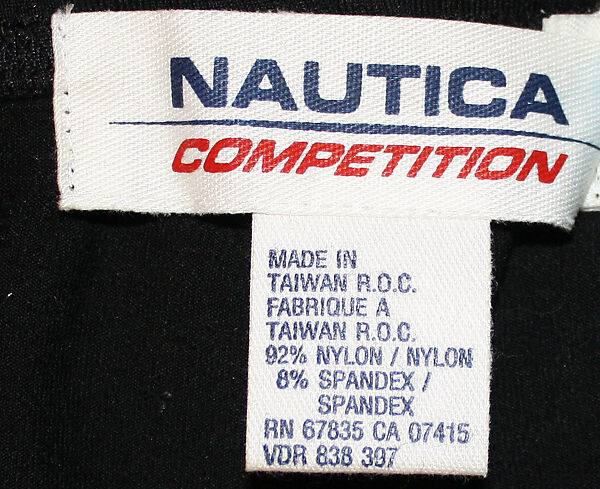 NAUTICA
COMPETITION
MADE IN
TAIWAN R.O.C.
FABRIQUE A
TAIWAN R.O.C.
92% NYLON / NYLON
8% SPANDEX /
SPANDEX
RN 67835 CA 07415
VDR 838 397